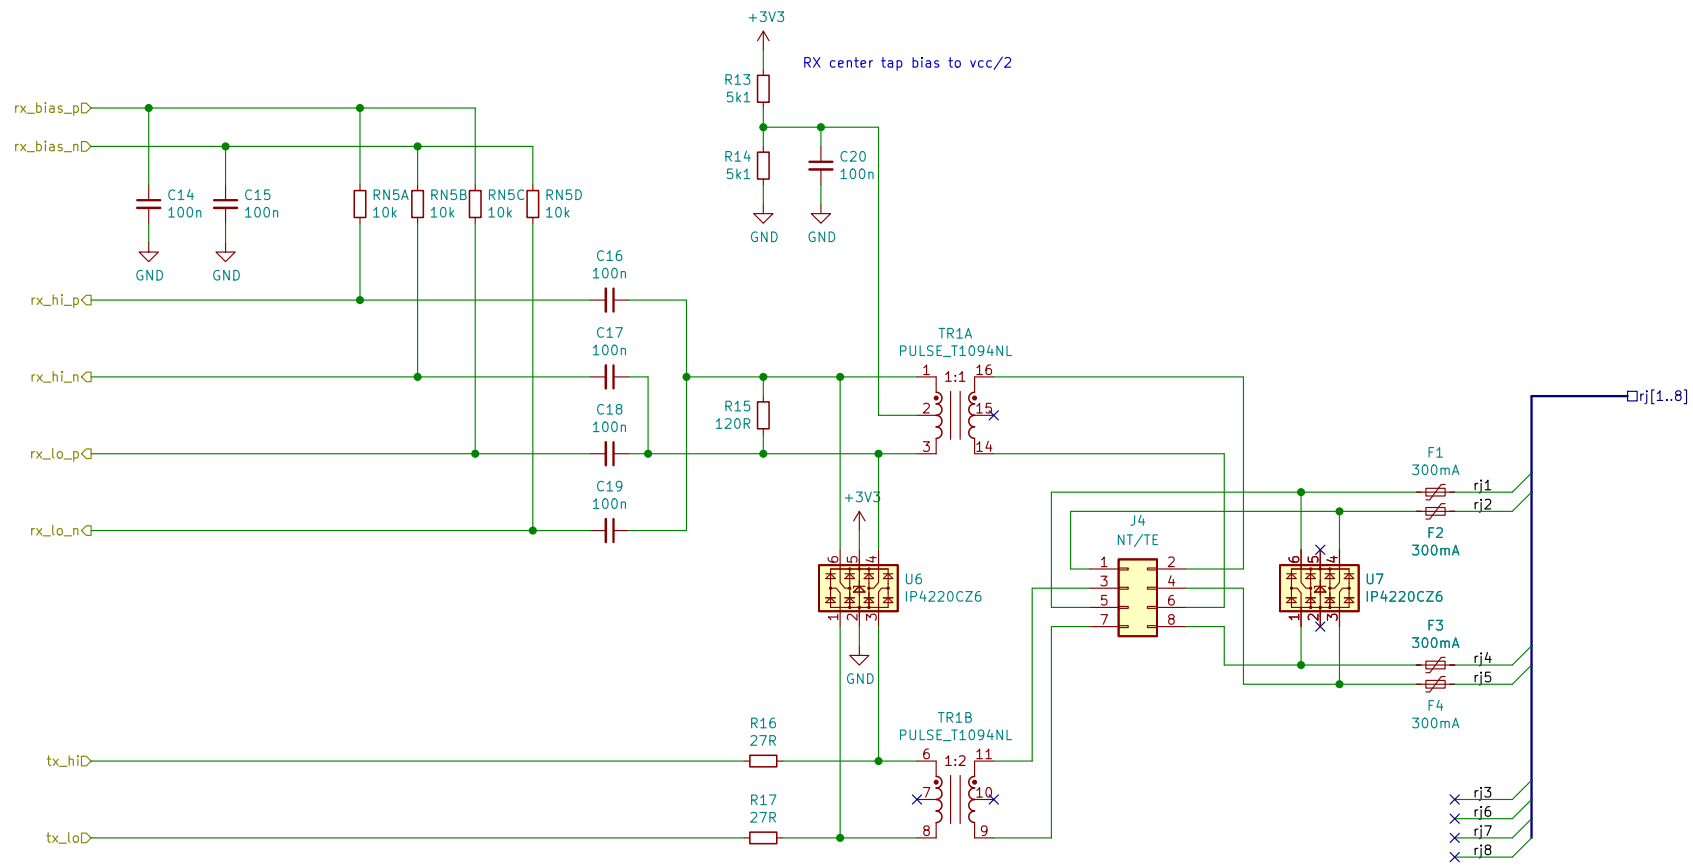 +3V3
RX center tap bias to vcc/2
R13
5k1
rx_bias_p
rx_bias_n
R14
5k1
C20
100n
C14
100n
C15
100n
RN5A
10k
RN5B
10k
RN5C
10k
RN5D
10k
GND
GND
GND
GND
C16
100n
rx_hi_p
C17
100n
TR1A
PULSE_T1094NL
rx_hi_n
1
1:1
16
R15
120R
2
15
C18
100n
rx_lo_p
3
14
rj[1..8]
C19
100n
rx_lo_n
+3V3
F1
300mA
rj1
rj2
F2
300mA
J4
NT/TE
6
5
4
U6
IP4220CZ6
1
2
3
GND
1
2
3
4
5
6
7
8
6
5
4
U7
IP4220CZ6
1
2
3
F3
300mA
rj4
rj5
F4
300mA
R16
27R
TR1B
PULSE_T1094NL
tx_hi
6
1:2
11
7
10
R17
27R
tx_lo
8
9
rj3
rj6
rj7
rj8